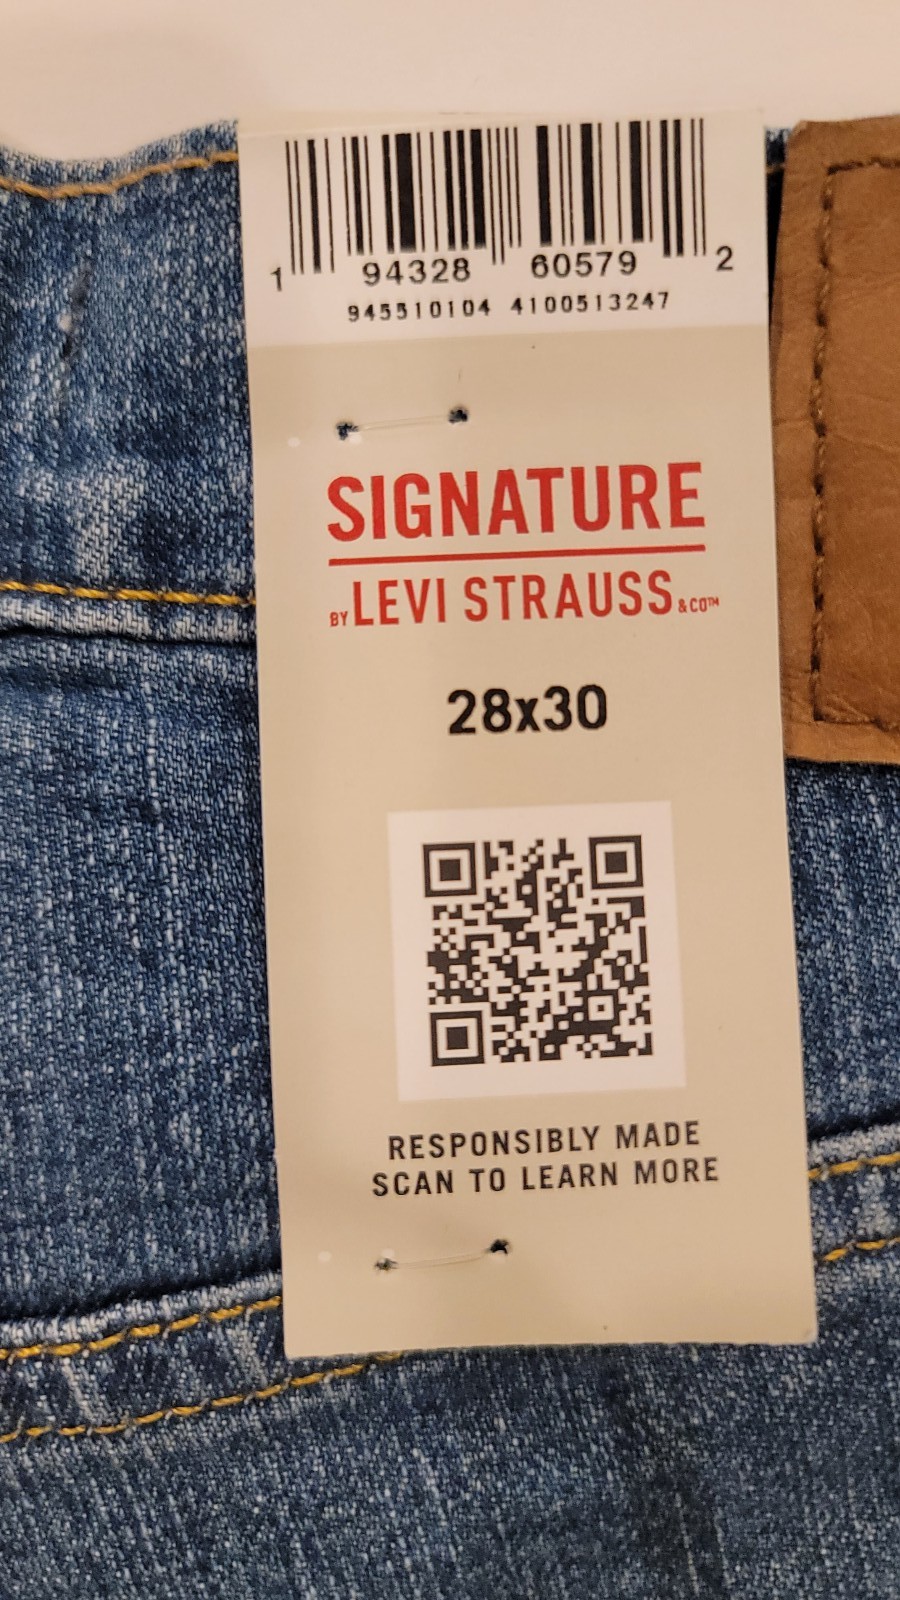 1 94328 60579 2
945510104 4100513247
SIGNATURE
BY LEVI STRAUSS & CO™
28x30
RESPONSIBLY MADE
SCAN TO LEARN MORE